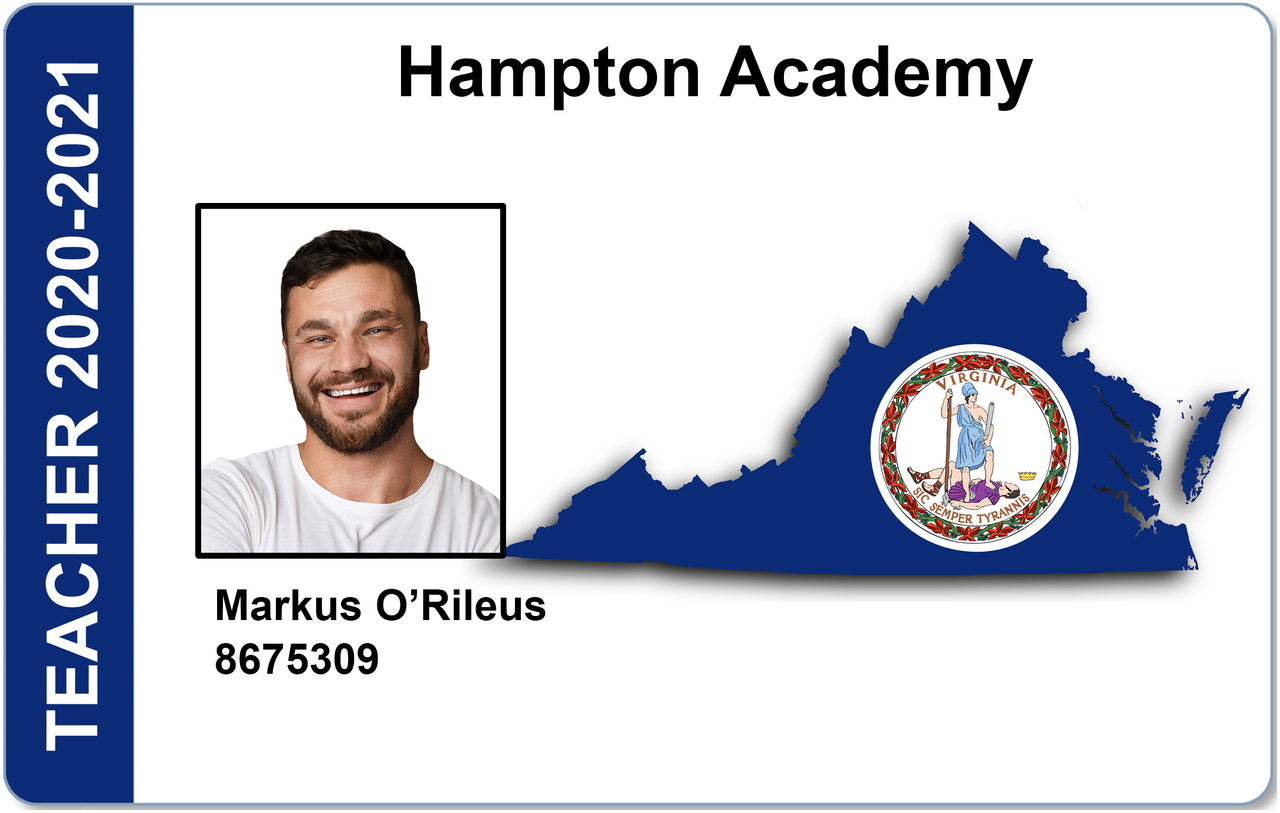 Hampton Academy
TEACHER 2020-2021
VIRGINIA
SIC SEMPER TYRANNIS
Markus O’Rileus
8675309